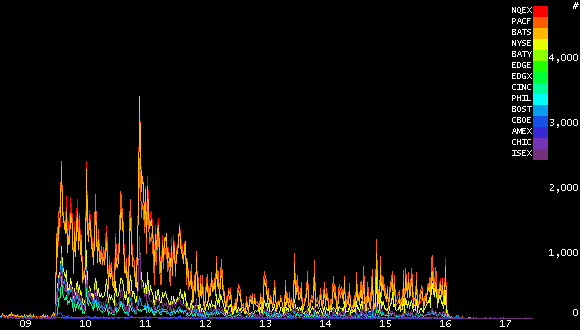 NQEX #
PACF
BATS
NYSE
BATY 4,000
EDGE
EDGX
CINC
PHIL
BOST
CBOE 3,000
AMEX
CHIC
ISEX
2,000
1,000
0
09 10 11 12 13 14 15 16 17